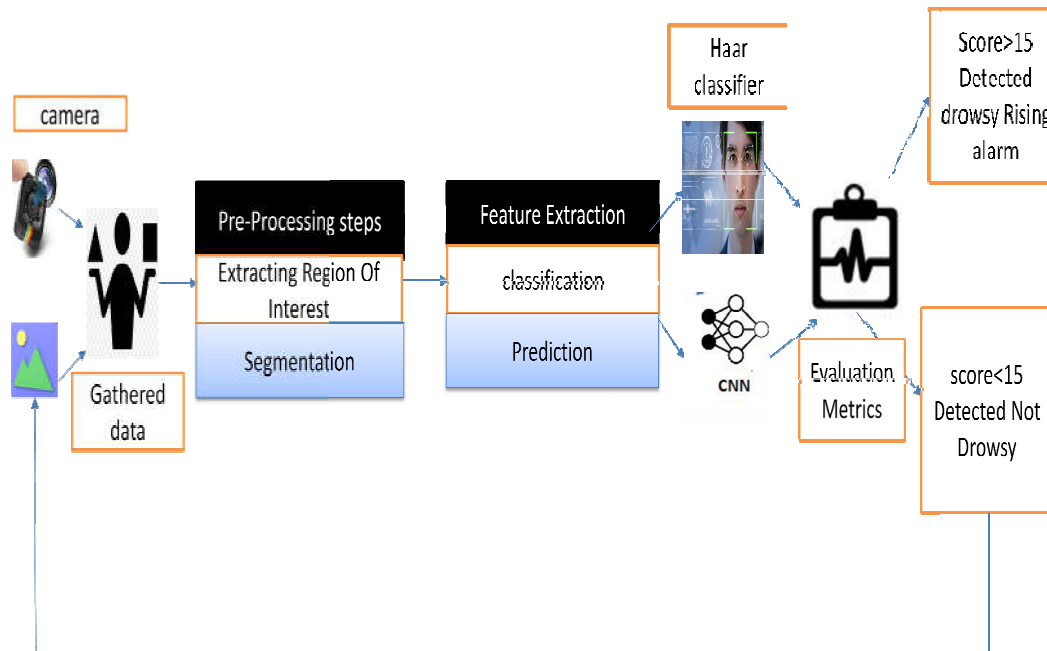 camera
Gathered
data
Pre-Processing steps
Extracting Region Of
Interest
Segmentation
Feature Extraction
classification
Prediction
Haar
classifier
CNN
Evaluation
Metrics
Score>15
Detected
drowsy Rising
alarm
score<15
Detected Not
Drowsy